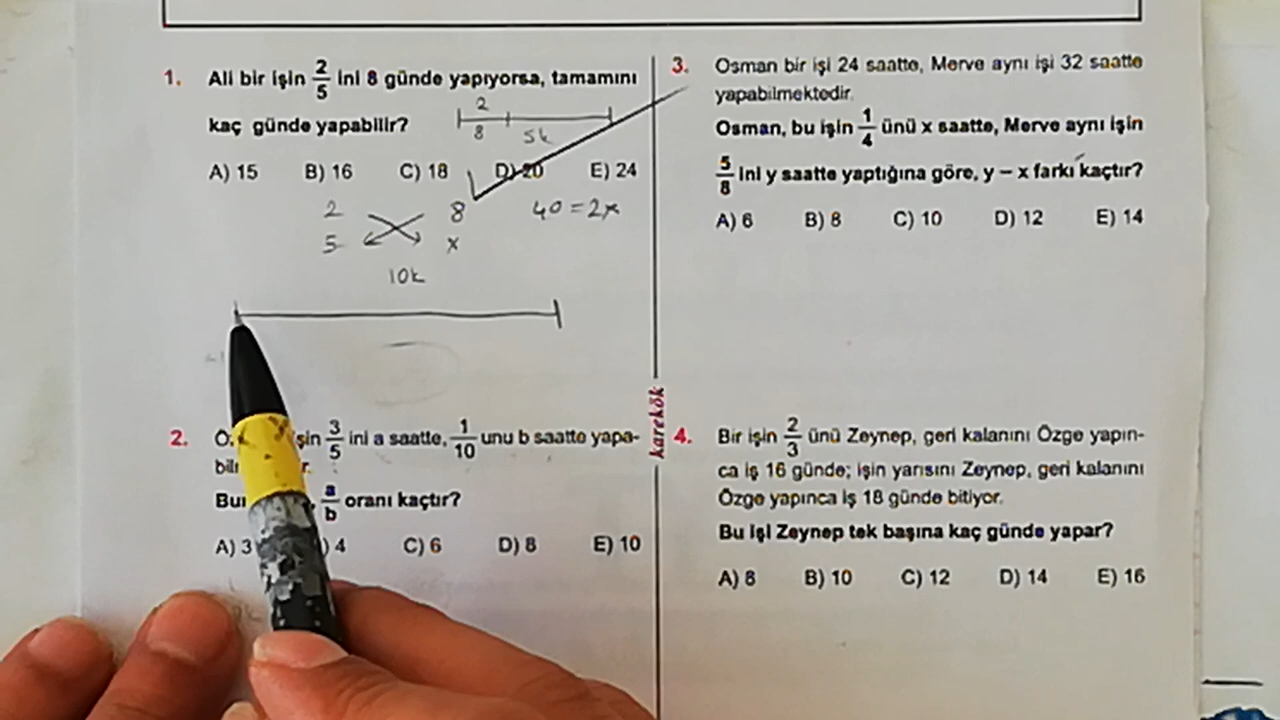 1. Ali bir işin 2/5 ini 8 günde yapıyorsa, tamamını
kaç günde yapabilir?
2
8 5k
A) 15 B) 16 C) 18 D) 20 E) 24
2 8 40 = 2x
5 x
10k
2. işin 3/5 ini a saatte, 1/10 unu b saatte yapa-
a/b oranı kaçtır?
A) 3 ) 4 C) 6 D) 8 E) 10
karekök
3. Osman bir işi 24 saatte, Merve aynı işi 32 saatte
yapabilmektedir.
Osman, bu işin 1/4 ünü x saatte, Merve aynı işin
5/8 ini y saatte yaptığına göre, y – x farkı kaçtır?
A) 6 B) 8 C) 10 D) 12 E) 14
4. Bir işin 2/3 ünü Zeynep, geri kalanını Özge yapın-
ca iş 16 günde; işin yarısını Zeynep, geri kalanını
Özge yapınca iş 18 günde bitiyor.
Bu işi Zeynep tek başına kaç günde yapar?
A) 8 B) 10 C) 12 D) 14 E) 16